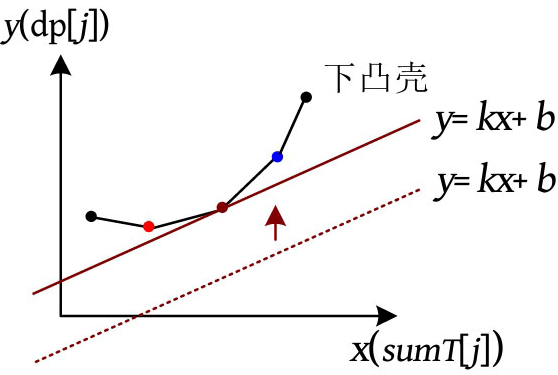 y(dp[j])
下凸壳
y= kx+ b
y= kx+ b
x(sumT[j])